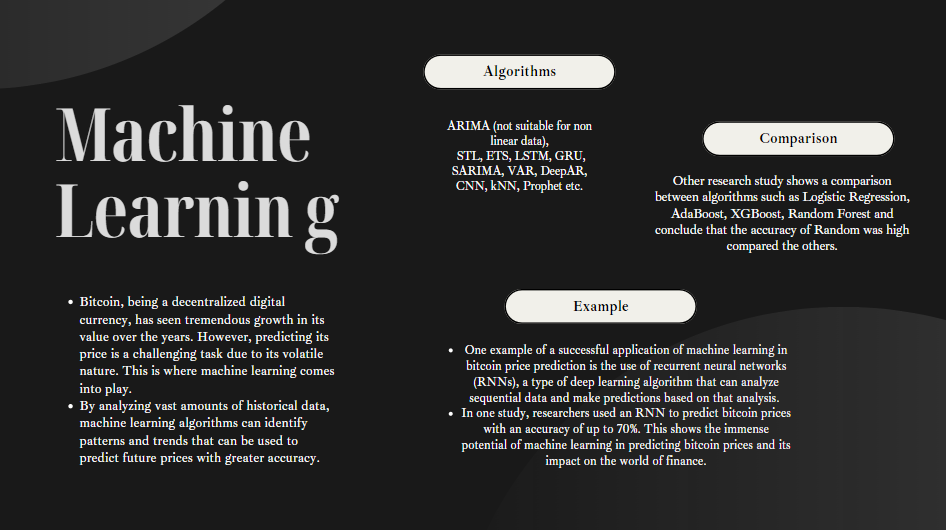 Machine
Learning
Bitcoin, being a decentralized digital
currency, has seen tremendous growth in its
value over the years. However, predicting its
price is a challenging task due to its volatile
nature. This is where machine learning comes
into play.
By analyzing vast amounts of historical data,
machine learning algorithms can identify
patterns and trends that can be used to
predict future prices with greater accuracy.
Algorithms
ARIMA (not suitable for non
linear data),
STL, ETS, LSTM, GRU,
SARIMA, VAR, DeepAR,
CNN, kNN, Prophet etc.
Comparison
Other research study shows a comparison
between algorithms such as Logistic Regression,
AdaBoost, XGBoost, Random Forest and
conclude that the accuracy of Random was high
compared the others.
Example
One example of a successful application of machine learning in
bitcoin price prediction is the use of recurrent neural networks
(RNNs), a type of deep learning algorithm that can analyze
sequential data and make predictions based on that analysis.
In one study, researchers used an RNN to predict bitcoin prices
with an accuracy of up to 70%. This shows the immense
potential of machine learning in predicting bitcoin prices and its
impact on the world of finance.